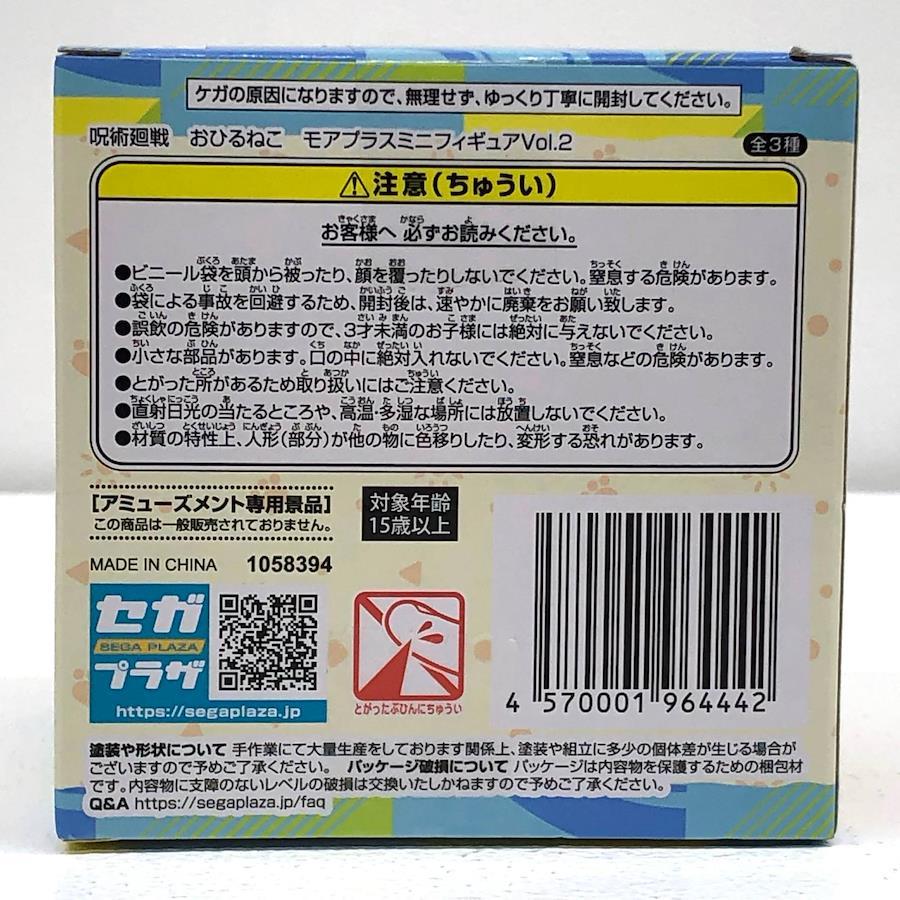 ケガの原因になりますので、無理せず、ゆっくり丁寧に開封してください。
呪術廻戦 おひるねこ モアプラスミニフィギュアVol.2 全3種
⚠注意(ちゅうい)
お客様へ 必ずお読みください。
●ビニール袋を頭から被ったり、顔を覆ったりしないでください。窒息する危険があります。
●袋による事故を回避するため、開封後は、速やかに廃棄をお願い致します。
●誤飲の危険がありますので、3才未満のお子様には絶対に与えないでください。
●小さな部品があります。口の中に絶対入れないでください。窒息などの危険があります。
●とがった所があるため取り扱いにはご注意ください。
●直射日光の当たるところや、高温・多湿な場所には放置しないでください。
●材質の特性上、人形(部分)が他の物に色移りしたり、変形する恐れがあります。
[アミューズメント専用景品]
この商品は一般販売されておりません。
対象年齢
15歳以上
MADE IN CHINA 1058394
セガ
SEGA PLAZA
プラザ
https://segaplaza.jp
とがったぶひんにちゅうい
4 570001 964442
塗装や形状について 手作業にて大量生産をしております関係上、塗装や組立に多少の個体差が生じる場合が
ございますので予めご了承ください。 パッケージ破損について パッケージは内容物を保護するための梱包材
です。内容物に支障のないレベルの破損は交換いたしかねますので予めご了承ください。
Q&A https://segaplaza.jp/faq